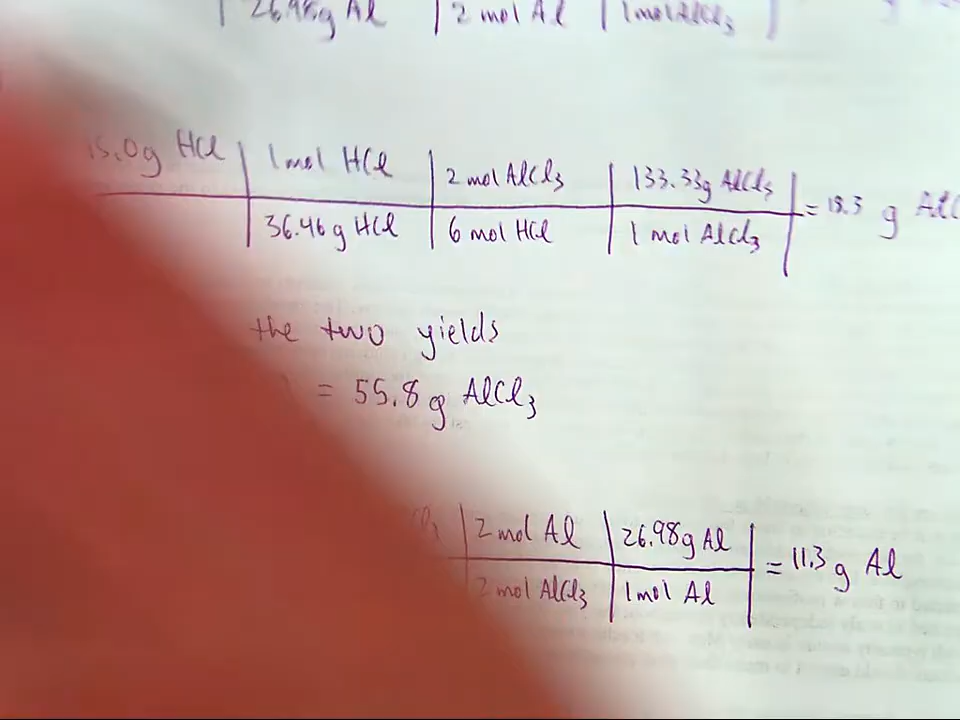 26.98g Al 2 mol Al 1 mol AlCl3
15.0g HCl 1 mol HCl 2 mol AlCl3 133.33g AlCl3 = 18.3 g
36.46 g HCl 6 mol HCl 1 mol AlCl3
the two yields
= 55.8 g AlCl3
2 mol Al 26.98g Al = 11.3 g Al
2 mol AlCl3 1 mol Al